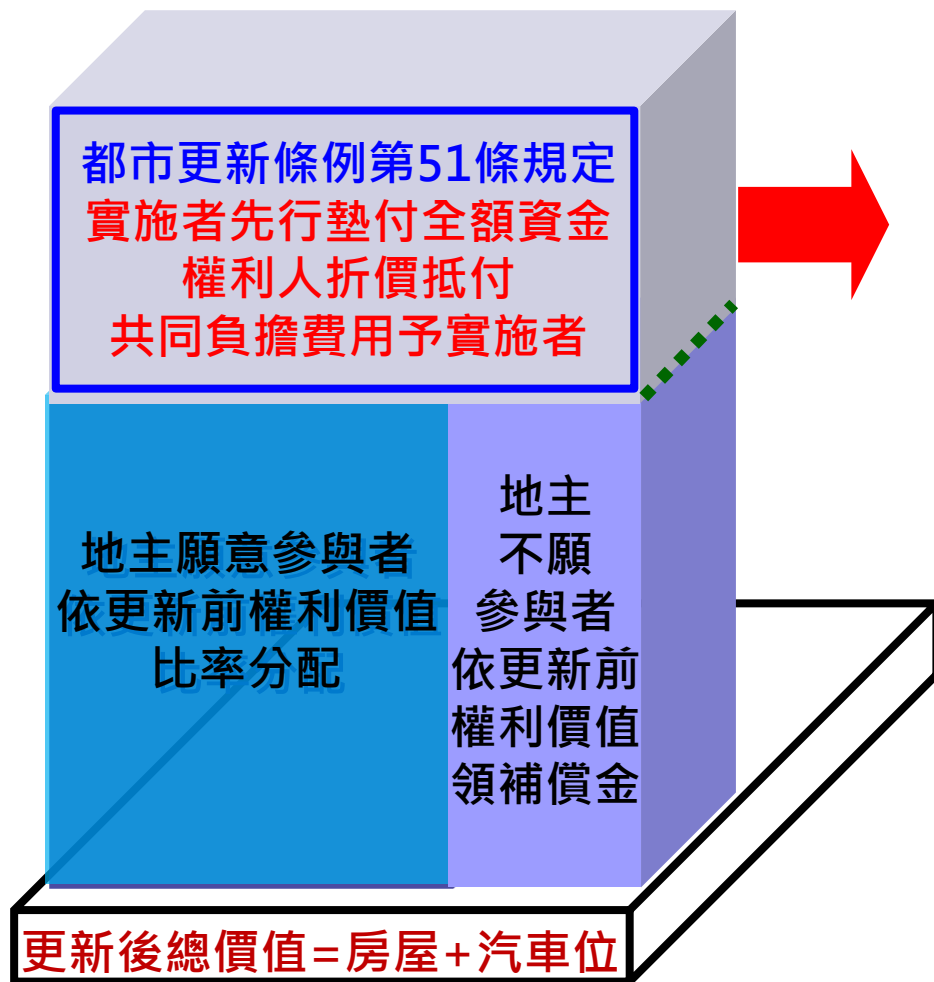 都市更新條例第51條規定
實施者先行墊付全額資金
權利人折價抵付
共同負擔費用予實施者
地主願意參與者
依更新前權利價值
比率分配
地主
不願
參與者
依更新前
權利價值
領補償金
更新後總價值=房屋+汽車位